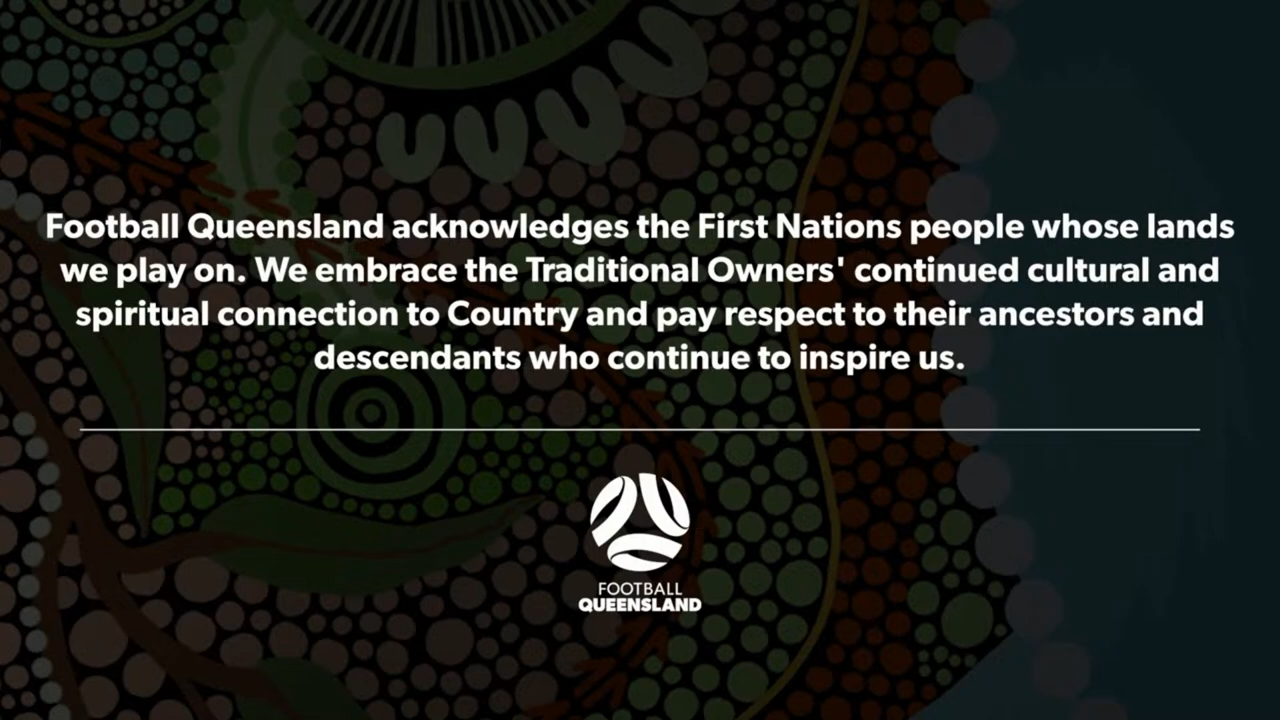 Football Queensland acknowledges the First Nations people whose lands
we play on. We embrace the Traditional Owners' continued cultural and
spiritual connection to Country and pay respect to their ancestors and
descendants who continue to inspire us.
FOOTBALL
QUEENSLAND